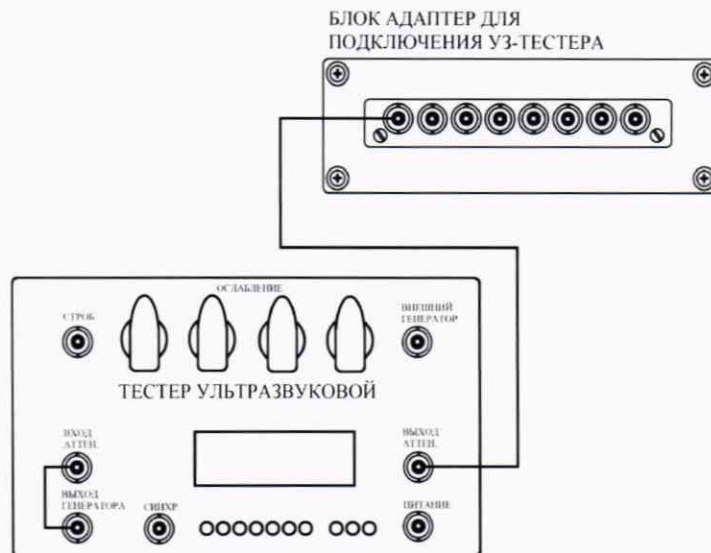 БЛОК АДАПТЕР ДЛЯ
ПОДКЛЮЧЕНИЯ УЗ-ТЕСТЕРА
ОСЛАБЛЕНИЕ
СТРОБ
ВНЕШНИЙ
ГЕНЕРАТОР
ТЕСТЕР УЛЬТРАЗВУКОВОЙ
ВХОД
АТТЕН.
ВЫХОД
АТТЕН.
ВЫХОД
ГЕНЕРАТОРА
СИНХР.
ПИТАНИЕ